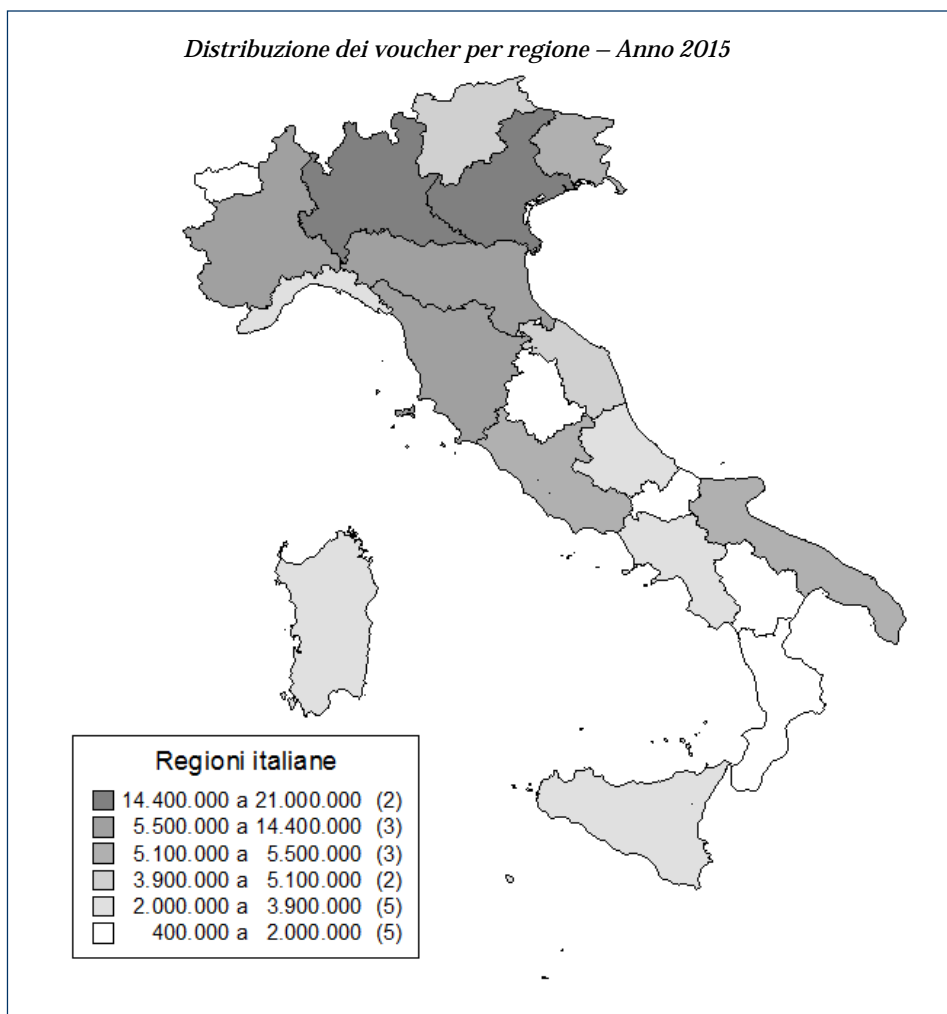 Distribuzione dei voucher per regione – Anno 2015
Regioni italiane
14.400.000 a 21.000.000 (2)
5.500.000 a 14.400.000 (3)
5.100.000 a 5.500.000 (3)
3.900.000 a 5.100.000 (2)
2.000.000 a 3.900.000 (5)
400.000 a 2.000.000 (5)